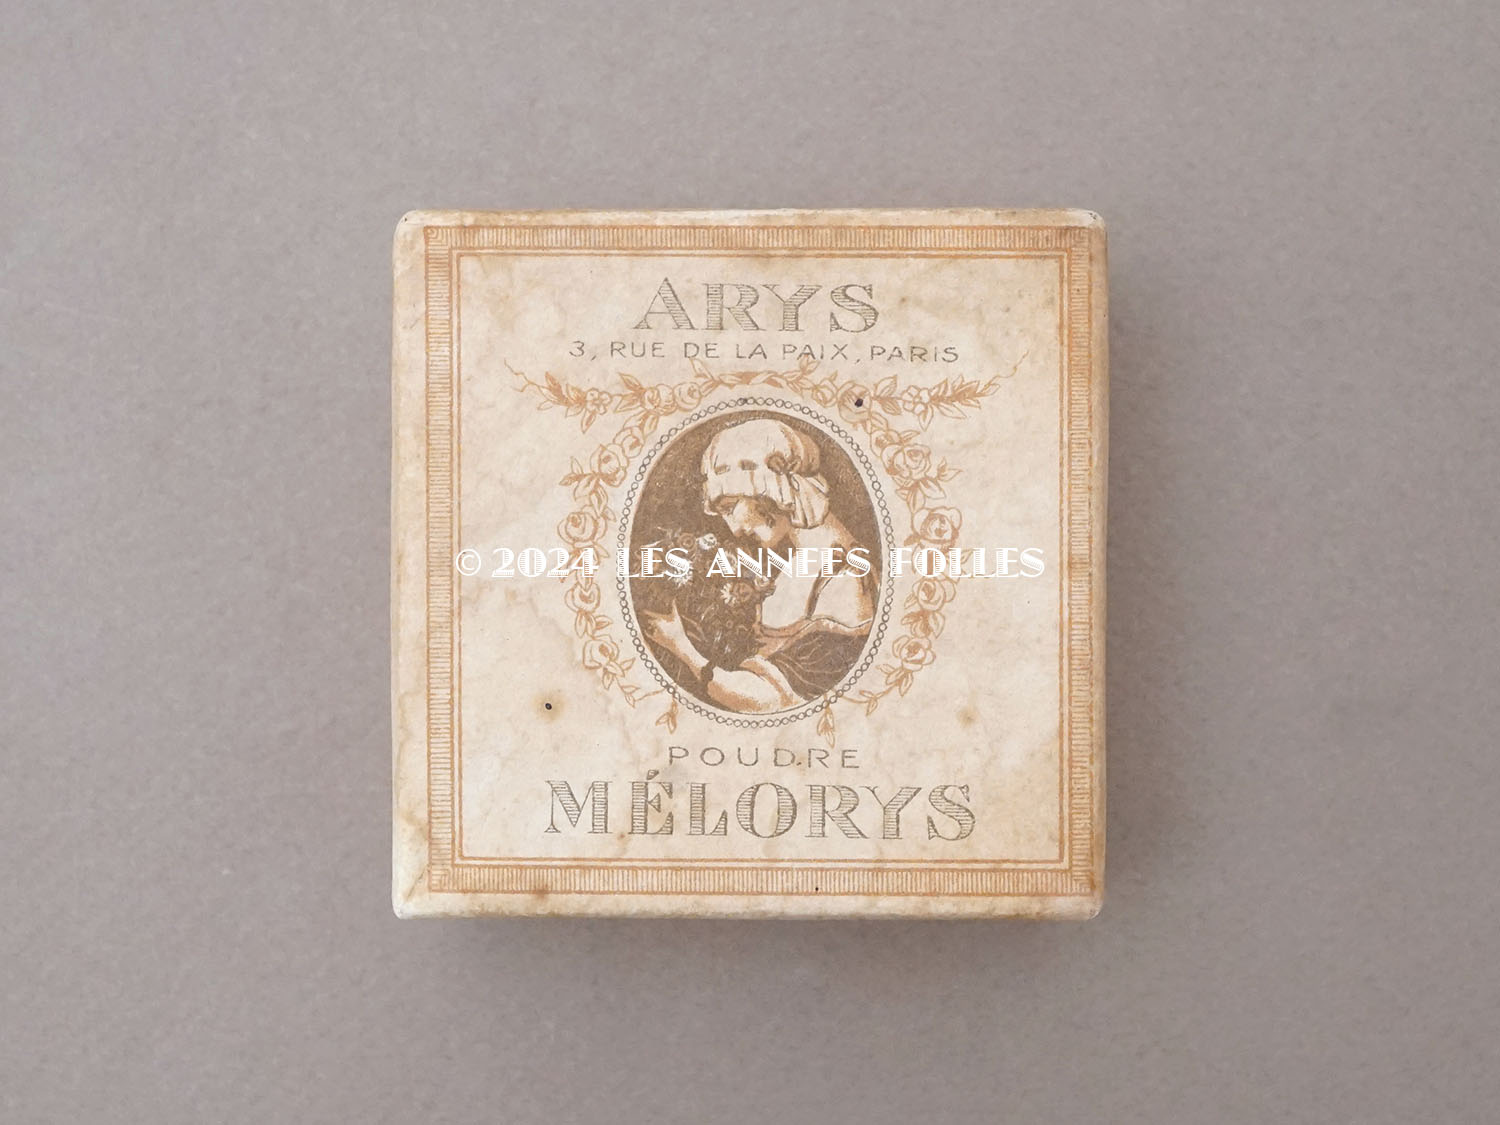 ARYS
3, RUE DE LA PAIX, PARIS
© 2024 LES ANNEES FOLLES
POUDRE
MÉLORYS